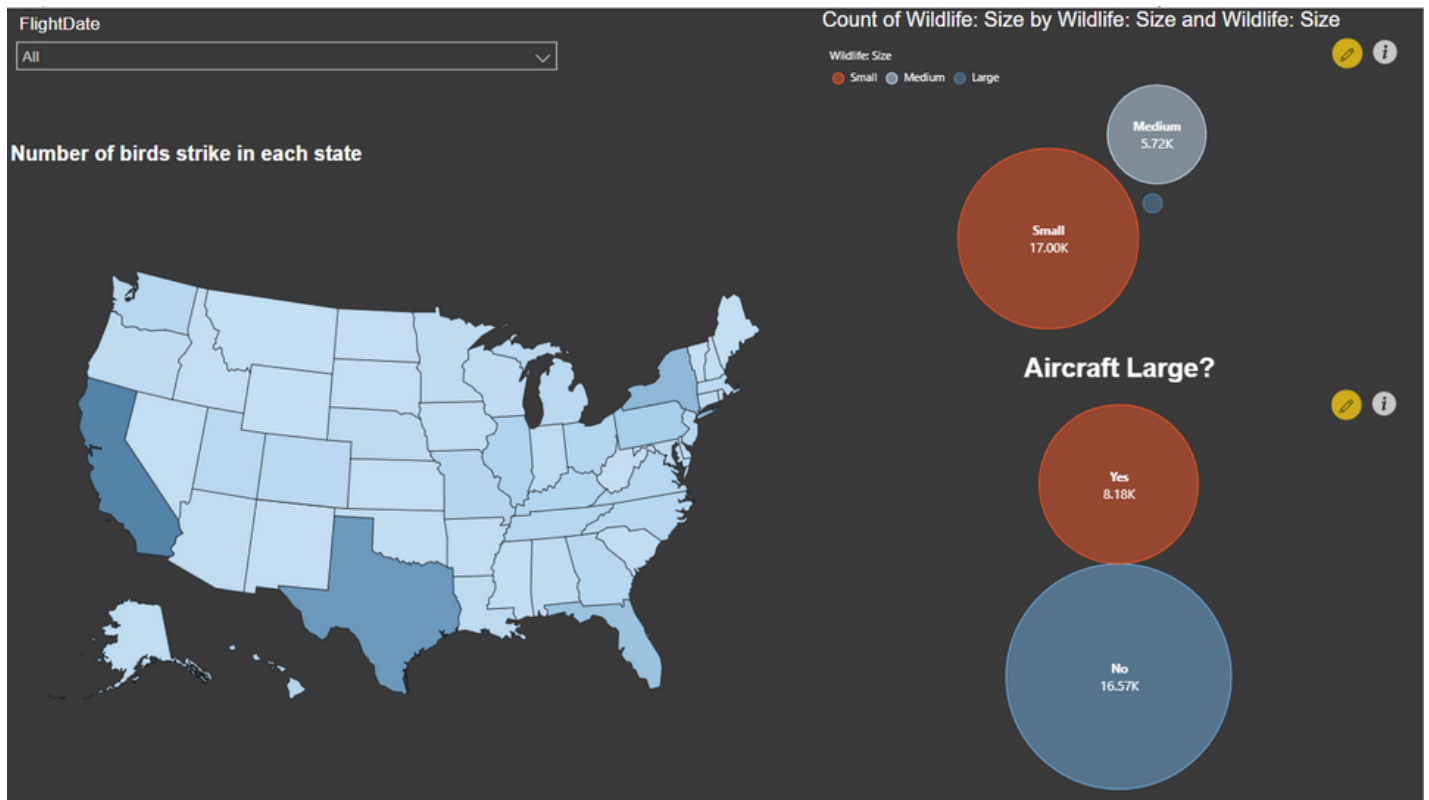 FlightDate
All
Number of birds strike in each state
Count of Wildlife: Size by Wildlife: Size and Wildlife: Size
Wildlife: Size
Small Medium Large
Medium
5.72K
Small
17.00K
Aircraft Large?
Yes
8.18K
No
16.57K